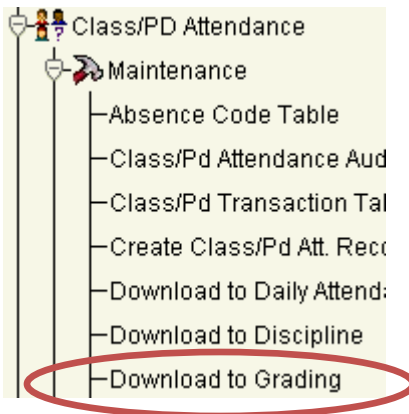 Class/PD Attendance
Maintenance
Absence Code Table
Class/Pd Attendance Aud
Class/Pd Transaction Tal
Create Class/Pd Att. Reco
Download to Daily Attenda
Download to Discipline
Download to Grading